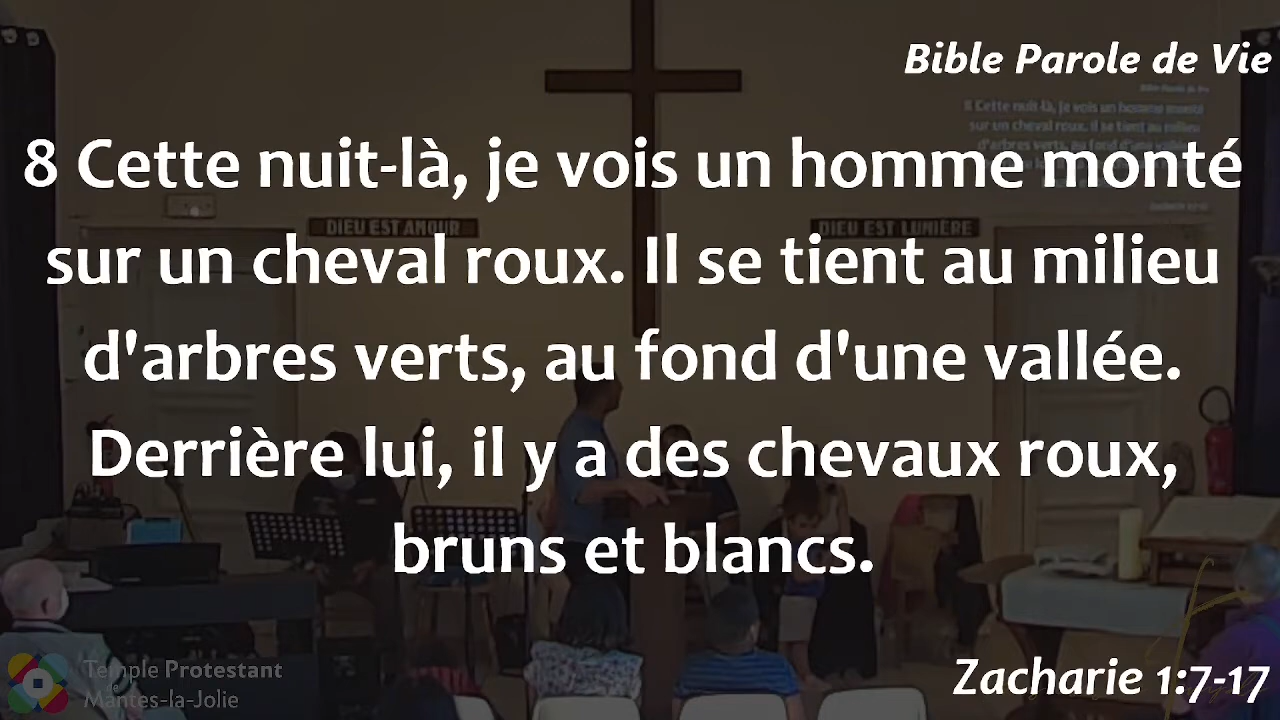 Bible Parole de Vie
8 Cette nuit-là, je vois un homme monté
sur un cheval roux. Il se tient au milieu
d'arbres verts, au fond d'une vallée.
Derrière lui, il y a des chevaux roux,
bruns et blancs.
DIEU EST AMOUR
DIEU EST LUMIÈRE
Temple Protestant
de
Mantes-la-Jolie
Zacharie 1:7-17